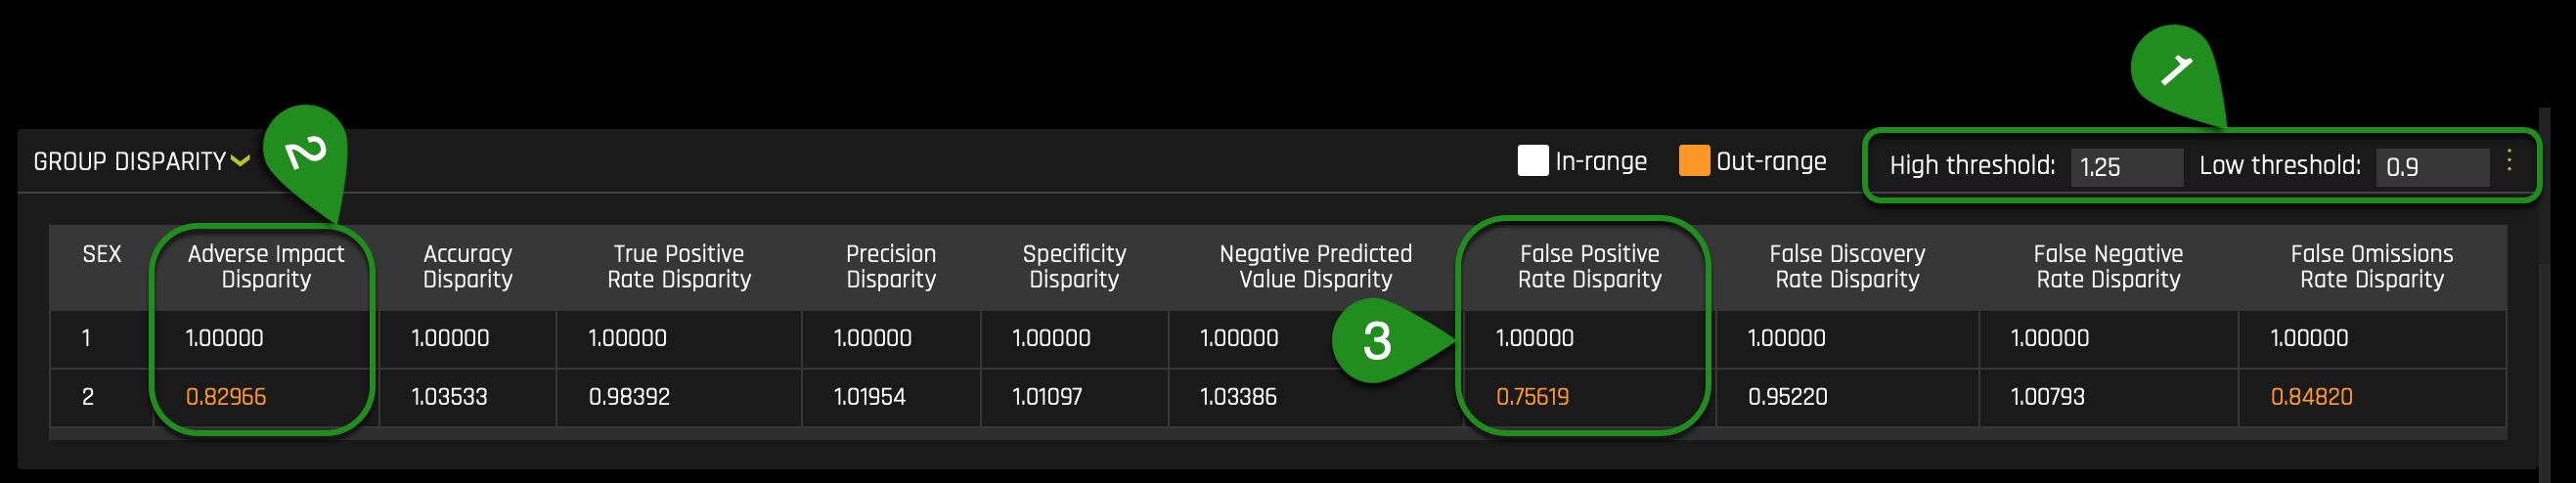 1
2
GROUP DISPARITY
In-range Out-range High threshold: 1.25 Low threshold: 0.9
SEX Adverse Impact Disparity Accuracy Disparity True Positive Rate Disparity Precision Disparity Specificity Disparity Negative Predicted Value Disparity False Positive Rate Disparity False Discovery Rate Disparity False Negative Rate Disparity False Omissions Rate Disparity
1 1.00000 1.00000 1.00000 1.00000 1.00000 1.00000 1.00000 1.00000 1.00000 1.00000
3
2 0.82966 1.03533 0.98392 1.01954 1.01097 1.03386 0.75619 0.95220 1.00793 0.84820